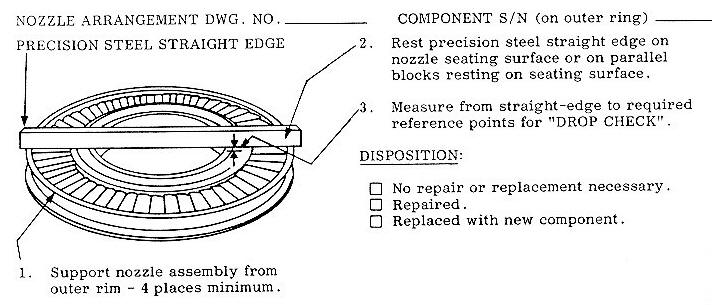 NOZZLE ARRANGEMENT DWG. NO.
COMPONENT S/N (on outer ring)
PRECISION STEEL STRAIGHT EDGE
2. Rest precision steel straight edge on
nozzle seating surface or on parallel
blocks resting on seating surface.
3. Measure from straight-edge to required
reference points for "DROP CHECK".
DISPOSITION:
No repair or replacement necessary.
Repaired.
Replaced with new component.
1. Support nozzle assembly from
outer rim - 4 places minimum.